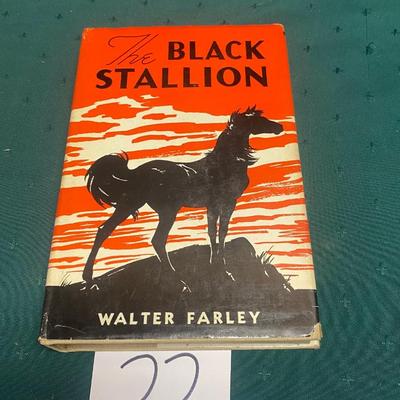 The BLACK
STALLION
WALTER FARLEY
22